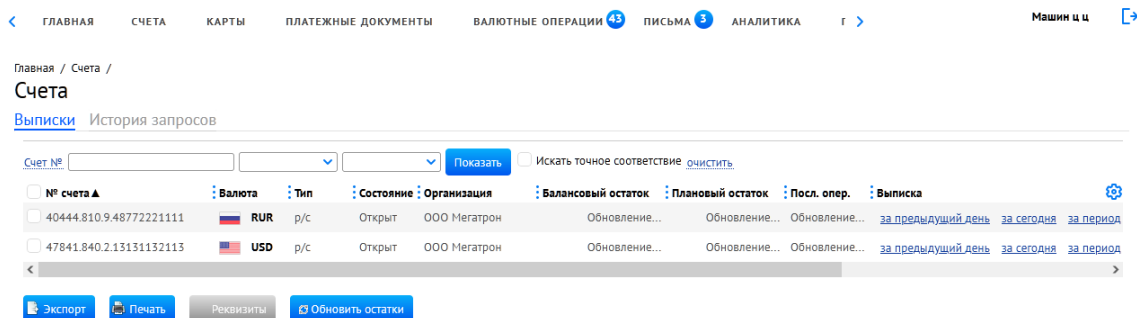 ГЛАВНАЯ СЧЕТА КАРТЫ ПЛАТЕЖНЫЕ ДОКУМЕНТЫ ВАЛЮТНЫЕ ОПЕРАЦИИ 43 ПИСЬМА 3 АНАЛИТИКА Машин ц ц
Главная / Счета /
Счета
Выписки История запросов
Счет № Показать Искать точное соответствие очистить
№ счета▲ Валюта Тип Состояние Организация Балансовый остаток Плановый остаток Посл. опер. Выписка
40444.810.9.48772221111 RUR р/с Открыт ООО Мегатрон Обновление... Обновление... Обновление... за предыдущий день за сегодня за период
47841.840.2.13131132113 USD р/с Открыт ООО Мегатрон Обновление... Обновление... Обновление... за предыдущий день за сегодня за период
Экспорт Печать Реквизиты Обновить остатки